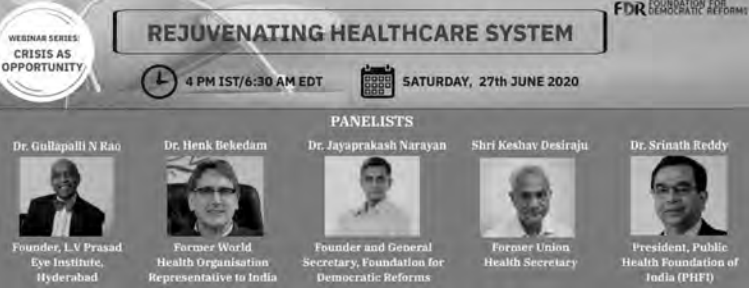 FDR FOUNDATION FOR
DEMOCRATIC REFORMS
WEBINAR SERIES:
CRISIS AS
OPPORTUNITY
REJUVENATING HEALTHCARE SYSTEM
4 PM IST/6:30 AM EDT
SATURDAY, 27th JUNE 2020
PANELISTS
Dr. Gullapalli N Rao
Founder, L.V Prasad
Eye Institute,
Hyderabad
Dr. Henk Bekedam
Former World
Health Organisation
Representative to India
Dr. Jayaprakash Narayan
Founder and General
Secretary, Foundation for
Democratic Reforms
Shri Keshav Desiraju
Former Union
Health Secretary
Dr. Srinath Reddy
President, Public
Health Foundation of
India (PHFI)